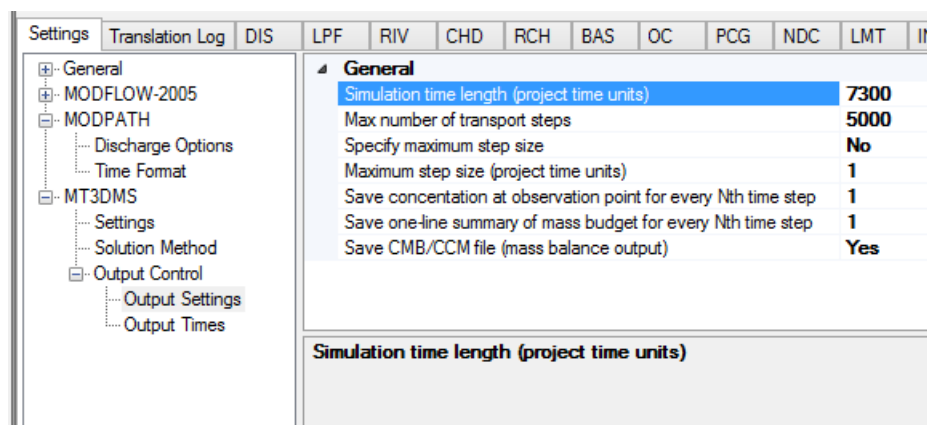 Settings Translation Log DIS LPF RIV CHD RCH BAS OC PCG NDC LMT
General
MODFLOW-2005
MODPATH
Discharge Options
Time Format
MT3DMS
Settings
Solution Method
Output Control
Output Settings
Output Times
General
Simulation time length (project time units) 7300
Max number of transport steps 5000
Specify maximum step size No
Maximum step size (project time units) 1
Save concentation at observation point for every Nth time step 1
Save one-line summary of mass budget for every Nth time step 1
Save CMB/CCM file (mass balance output) Yes
Simulation time length (project time units)